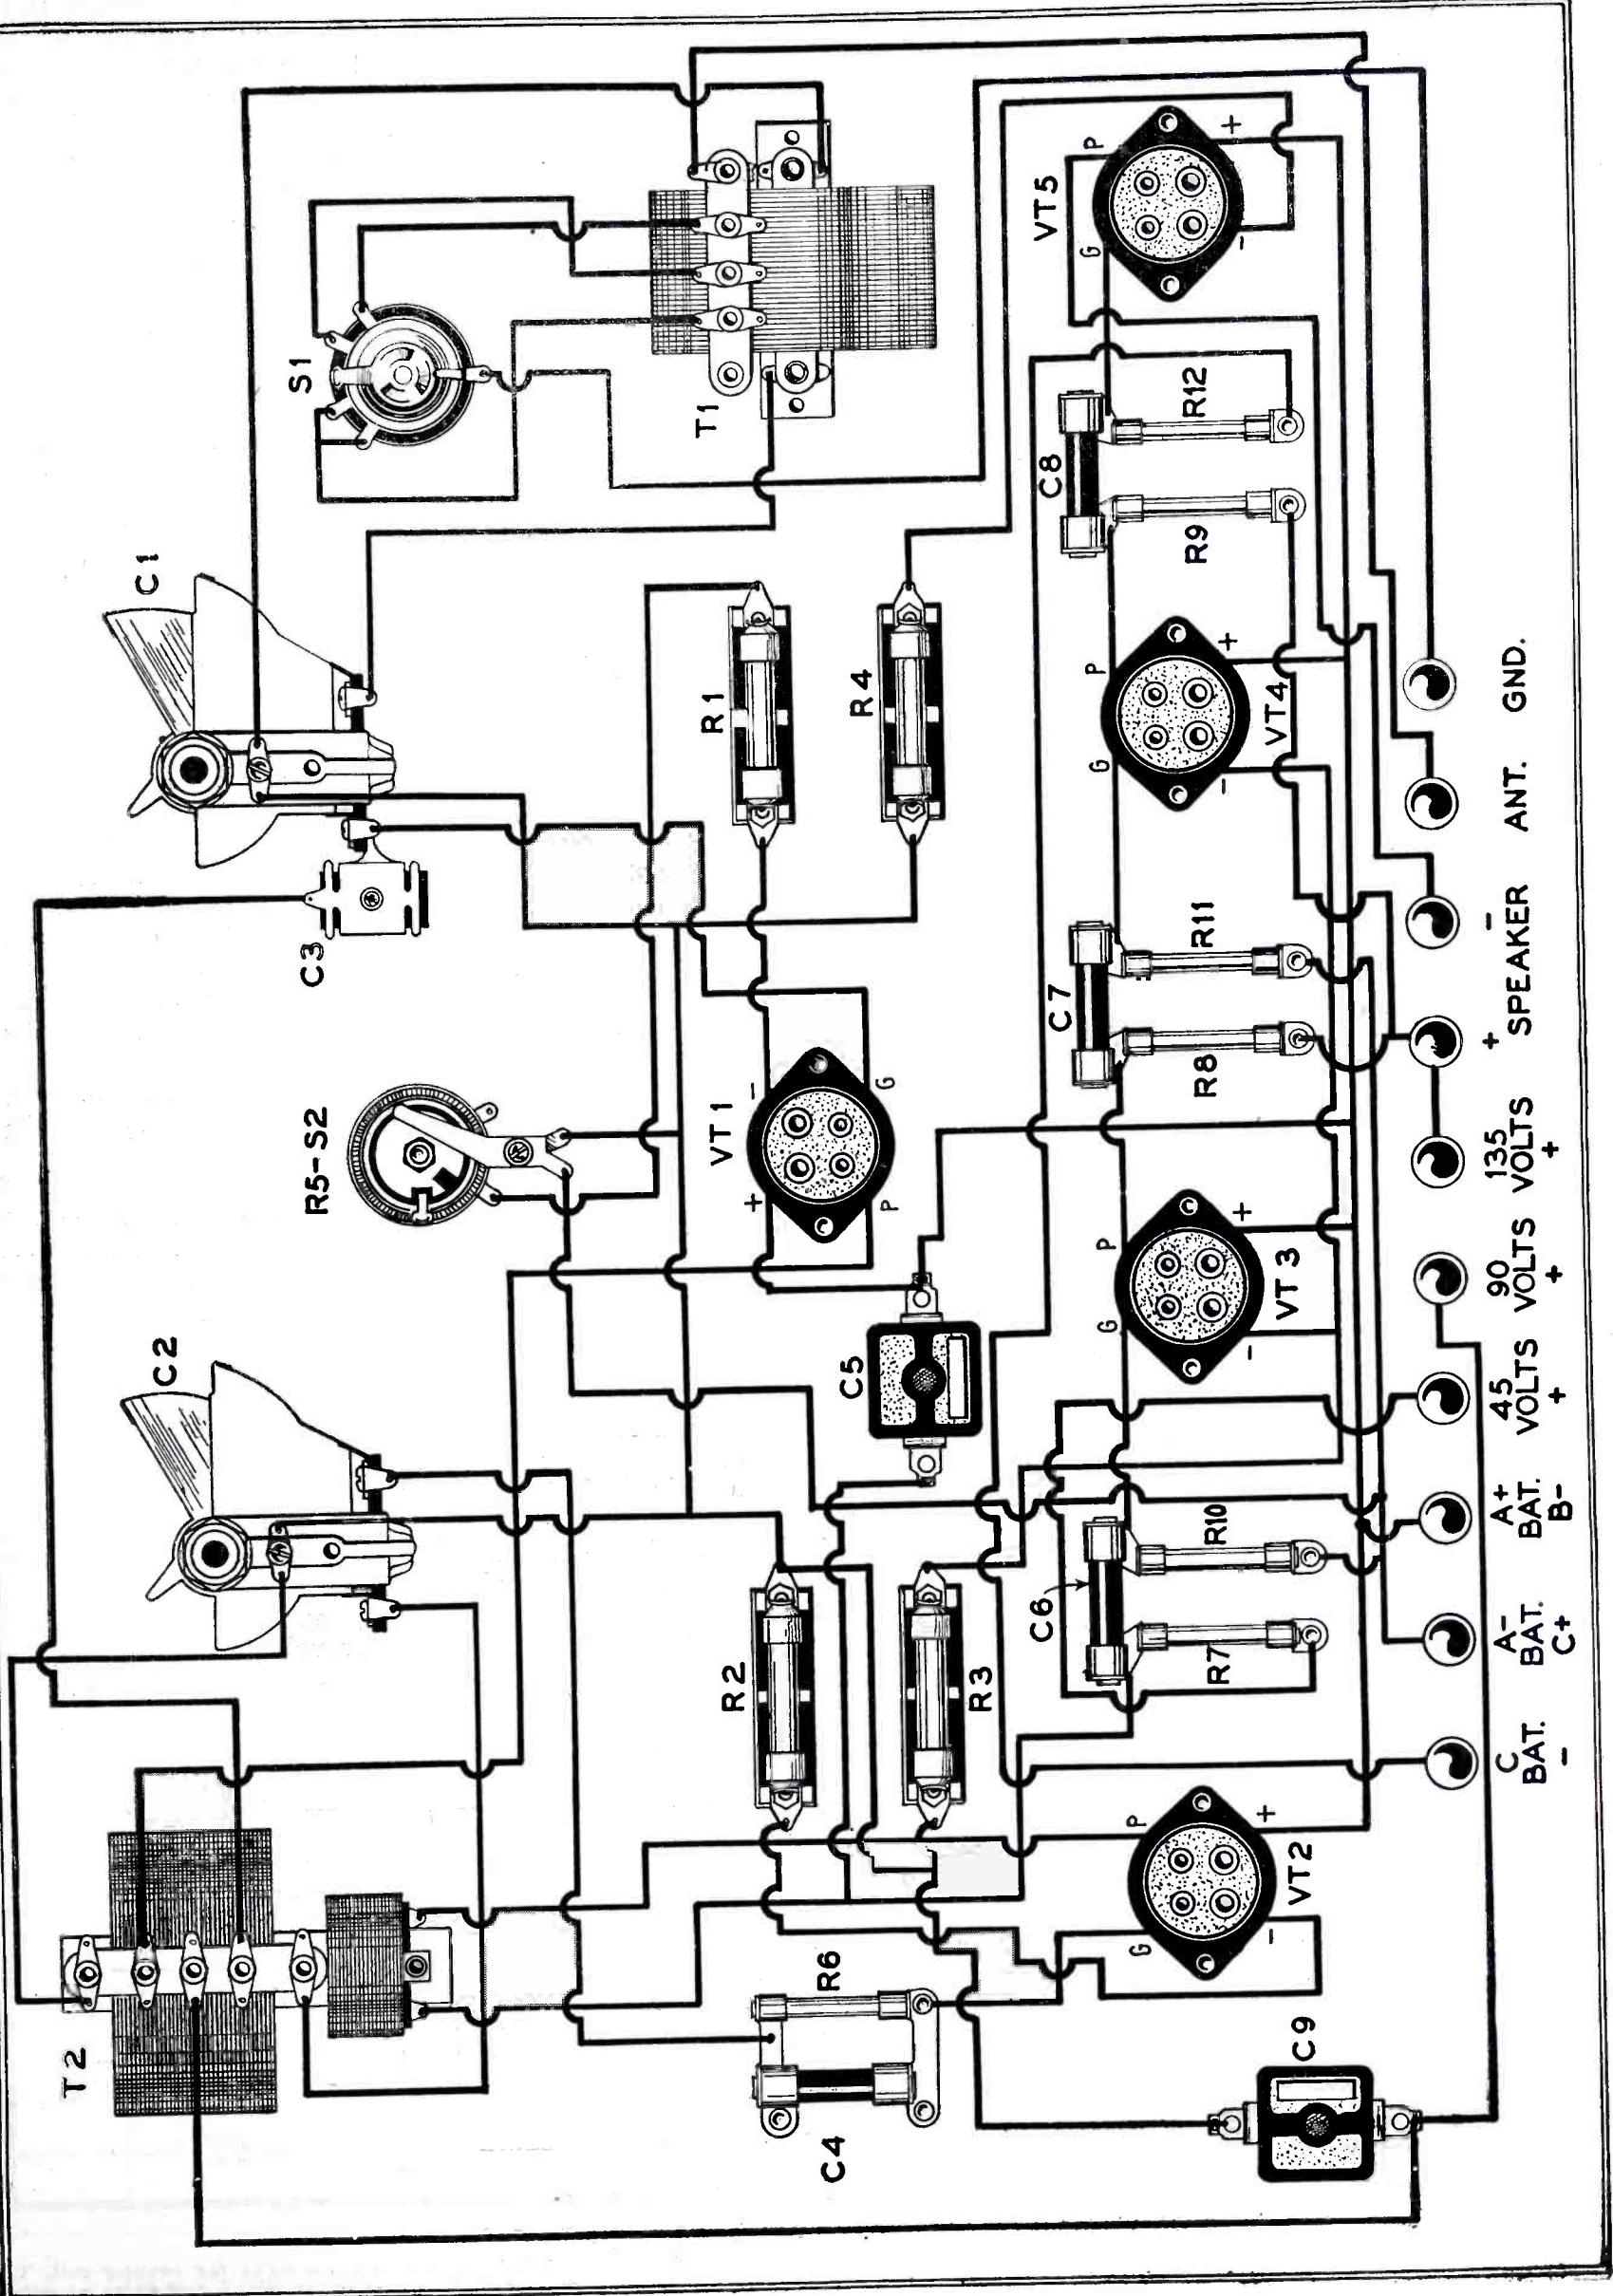 T2
C2
C3
C1
S1
T1
R5-S2
R1
R4
VT1
+
-
P
G
C5
R2
R3
R6
C4
C9
VT2
P
G
+
-
C6
R7
R10
VT3
P
G
+
-
C7
R8
R11
VT4
P
G
+
-
C8
R9
R12
VT5
P
G
+
-
C
BAT.
-
A-
BAT.
C+
A+
BAT.
B-
45
VOLTS
+
90
VOLTS
+
135
VOLTS
+
+
-
SPEAKER
ANT.
GND.